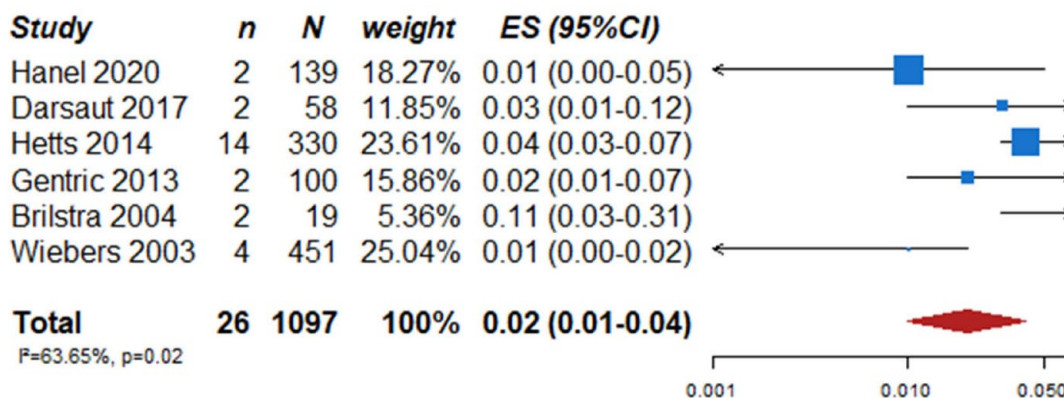 Study n N weight ES (95%CI)
Hanel 2020 2 139 18.27% 0.01 (0.00-0.05)
Darsaut 2017 2 58 11.85% 0.03 (0.01-0.12)
Hetts 2014 14 330 23.61% 0.04 (0.03-0.07)
Gentric 2013 2 100 15.86% 0.02 (0.01-0.07)
Brilstra 2004 2 19 5.36% 0.11 (0.03-0.31)
Wiebers 2003 4 451 25.04% 0.01 (0.00-0.02)
Total 26 1097 100% 0.02 (0.01-0.04)
I²=63.65%, p=0.02
0.001 0.010 0.050